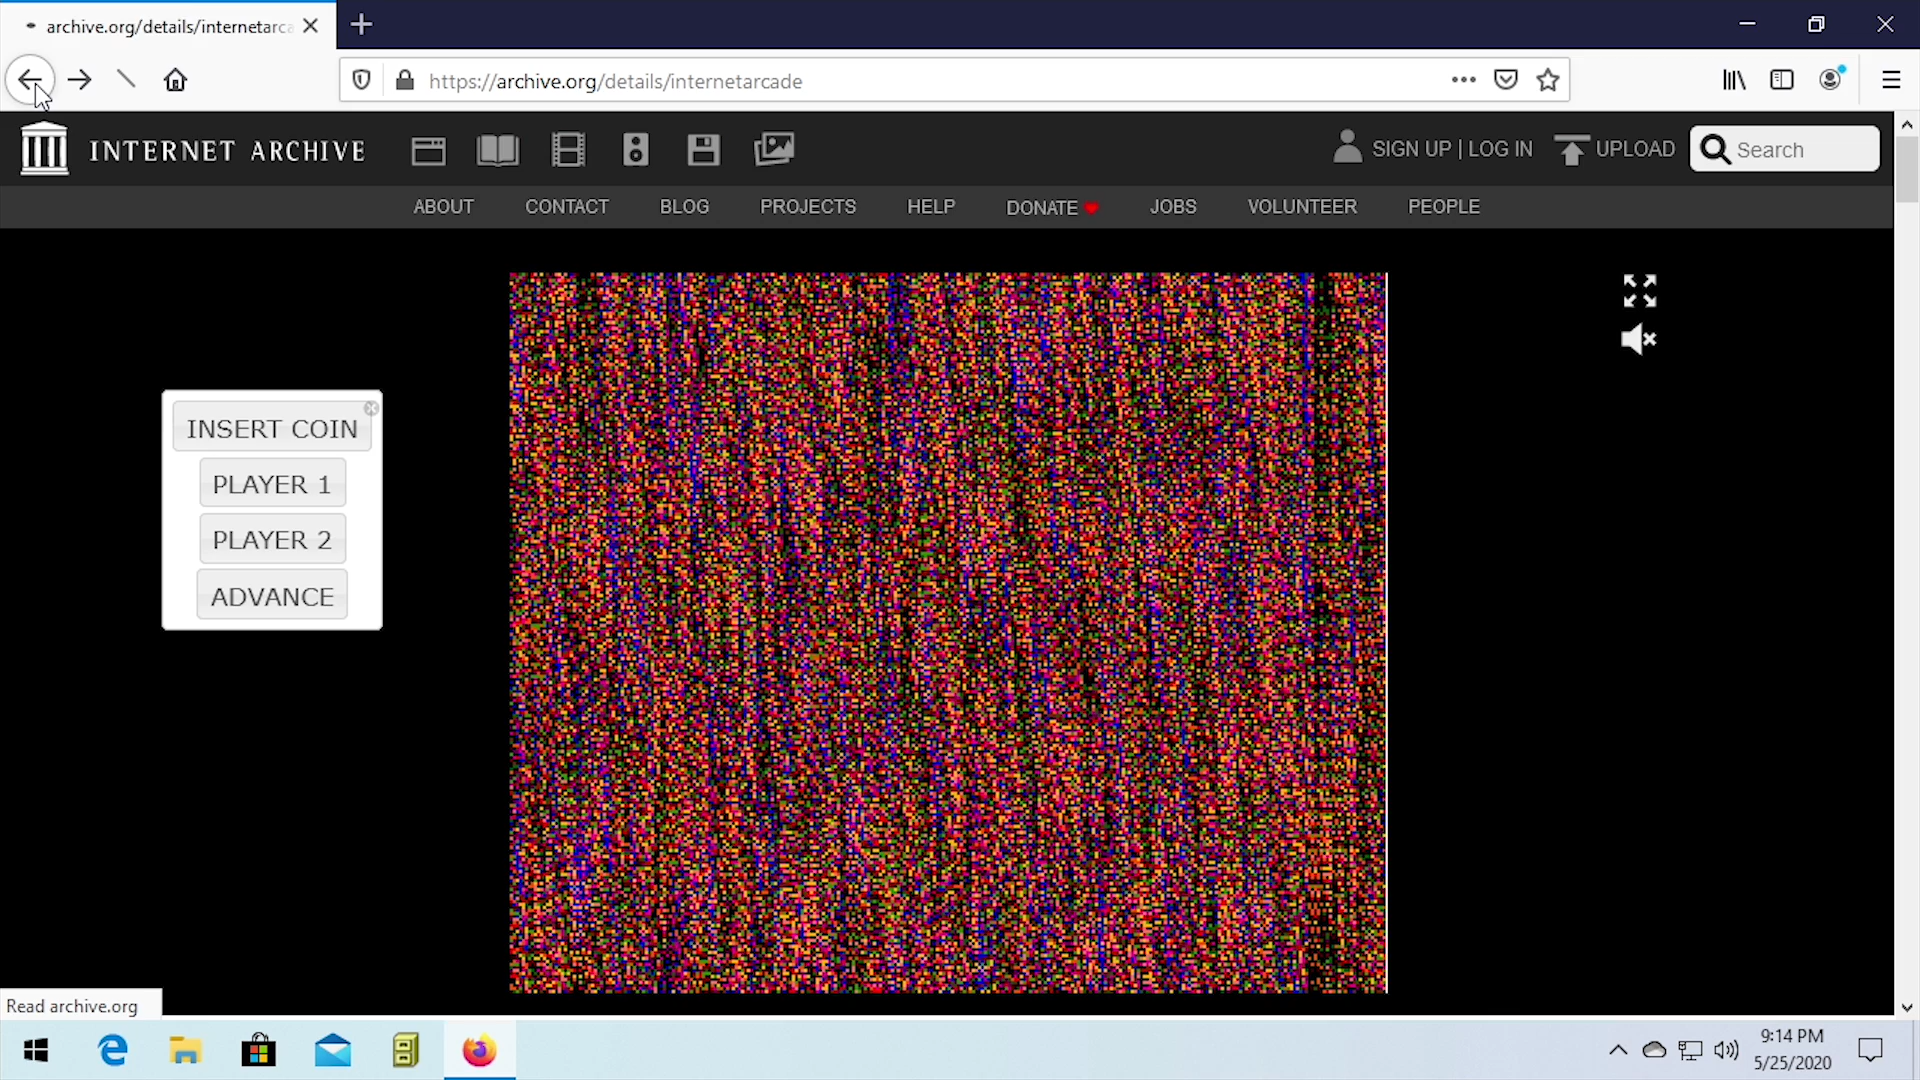 archive.org/details/internetarca
https://archive.org/details/internetarcade
INTERNET ARCHIVE
SIGN UP | LOG IN
UPLOAD
Search
ABOUT
CONTACT
BLOG
PROJECTS
HELP
DONATE
JOBS
VOLUNTEER
PEOPLE
INSERT COIN
PLAYER 1
PLAYER 2
ADVANCE
Read archive.org
9:14 PM
5/25/2020